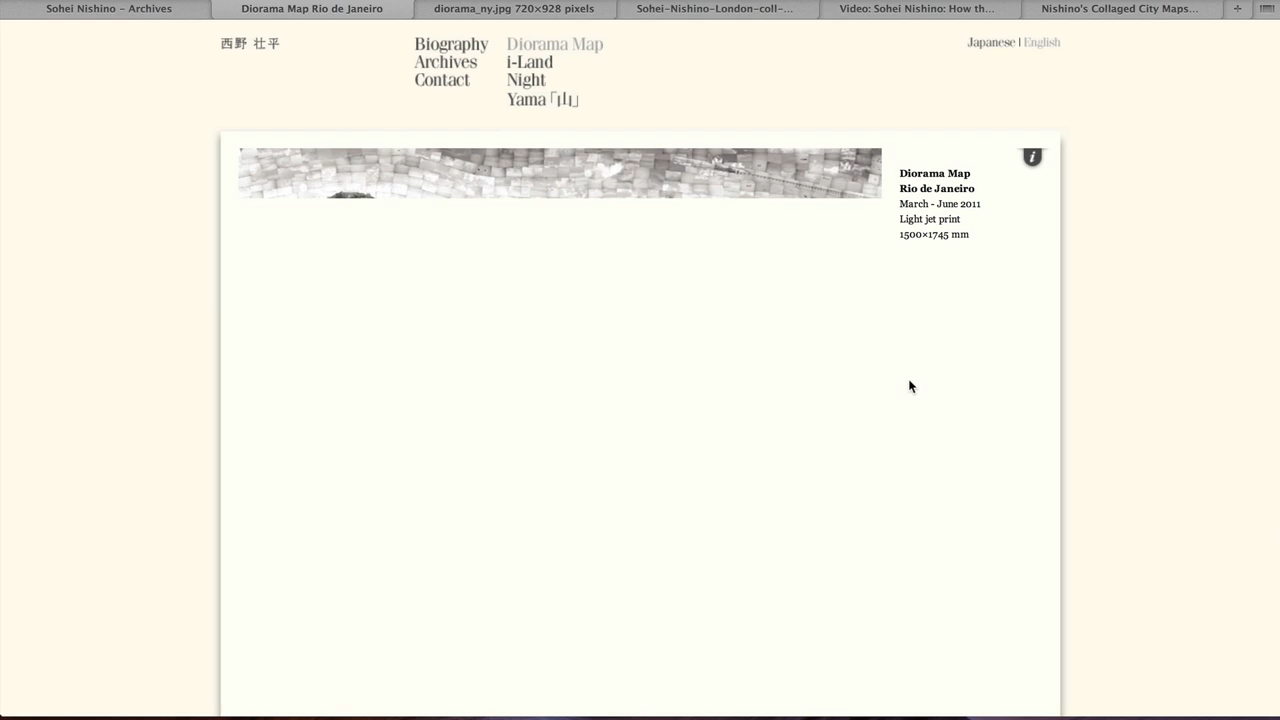 Sohei Nishino – Archives
Diorama Map Rio de Janeiro
diorama_ny.jpg 720×928 pixels
Sohei-Nishino-London-coll-...
Video: Sohei Nishino: How th...
Nishino's Collaged City Maps...
西野 壮平
Biography
Archives
Contact
Diorama Map
i-Land
Night
Yama「山」
Japanese | English
i
Diorama Map
Rio de Janeiro
March - June 2011
Light jet print
1500×1745 mm